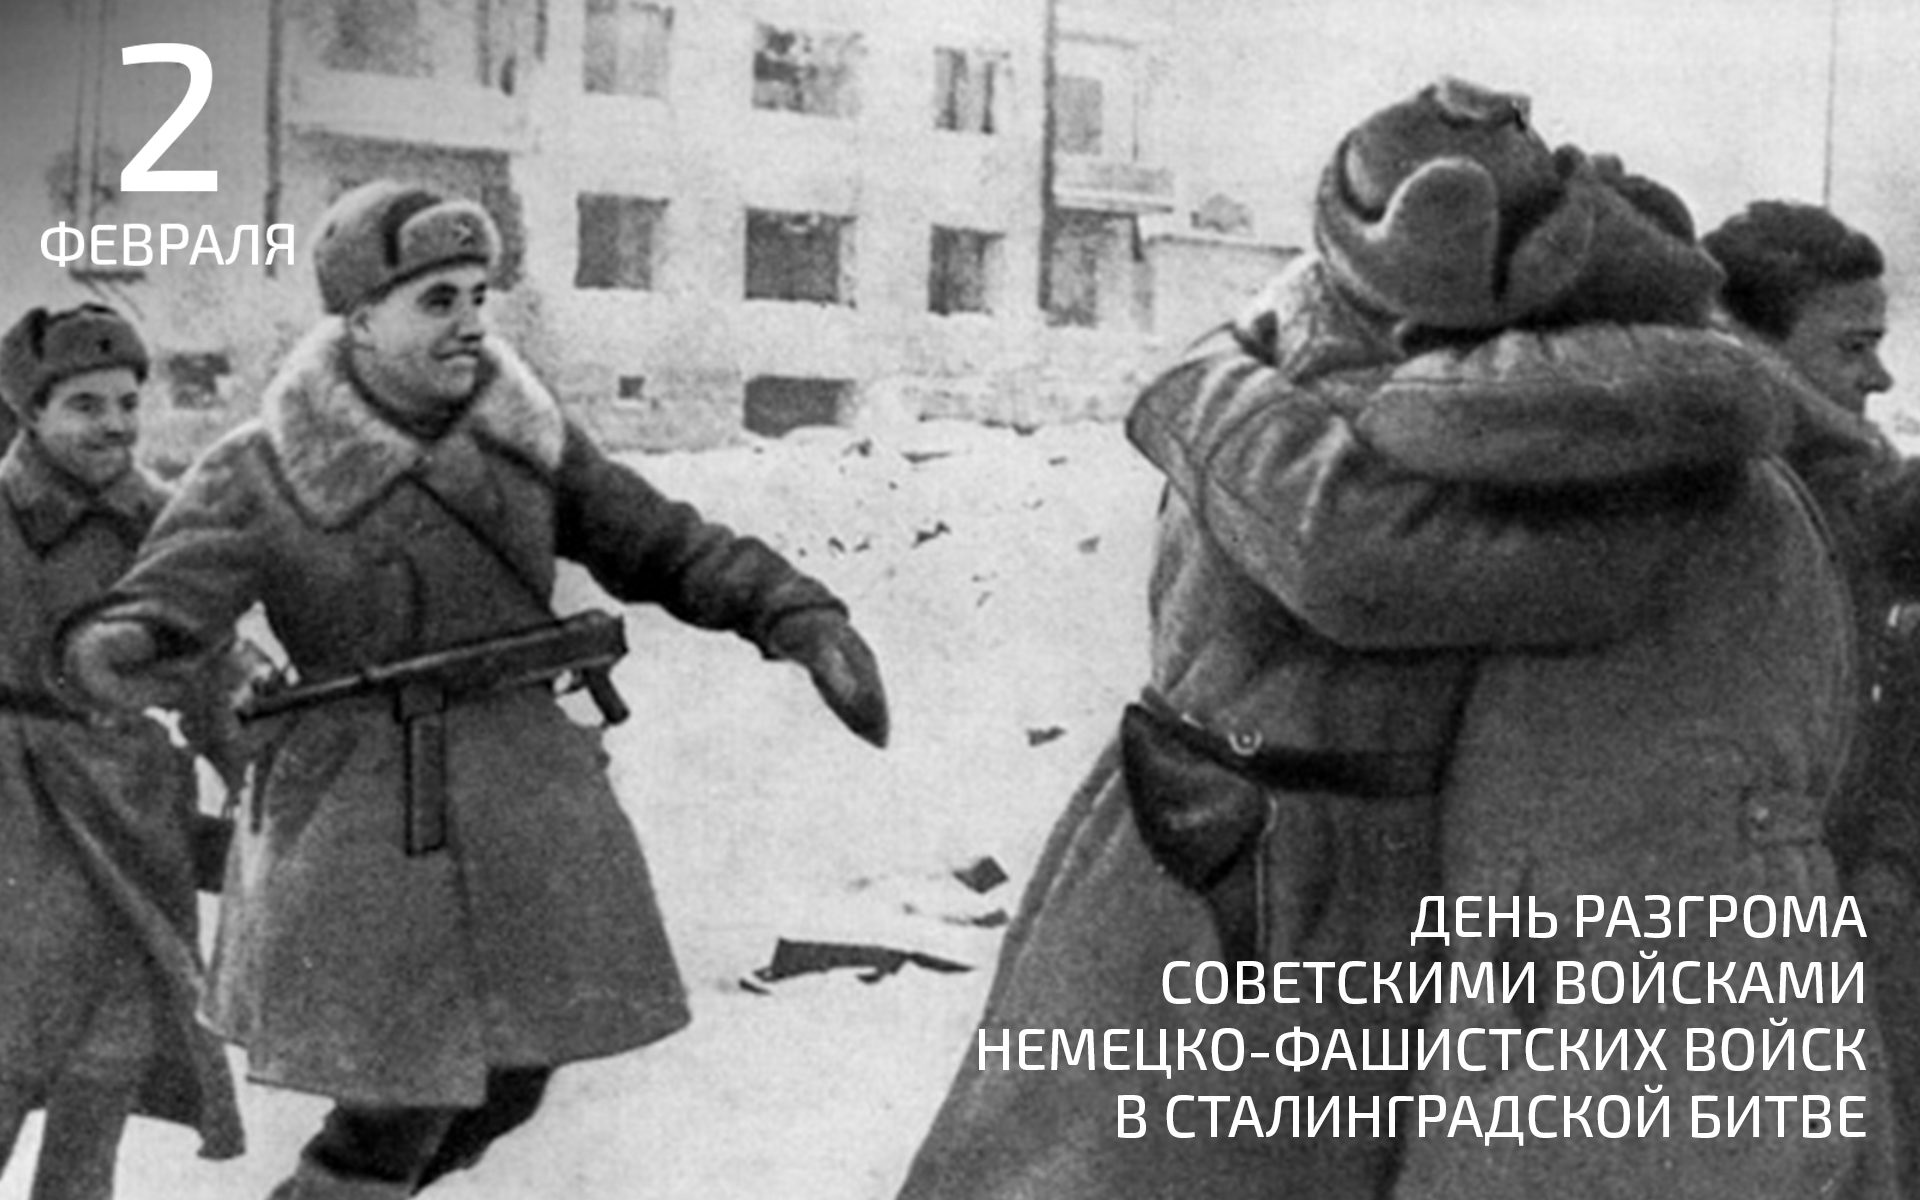 2
ФЕВРАЛЯ
ДЕНЬ РАЗГРОМА
СОВЕТСКИМИ ВОЙСКАМИ
НЕМЕЦКО-ФАШИСТСКИХ ВОЙСК
В СТАЛИНГРАДСКОЙ БИТВЕ